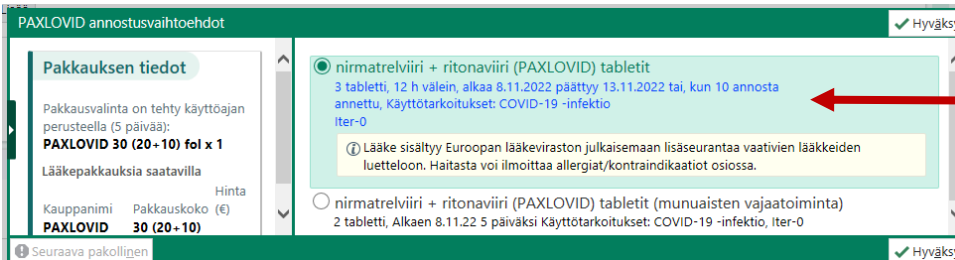 PAXLOVID annostusvaihtoehdot
Hyväksy
Pakkauksen tiedot
Pakkausvalinta on tehty käyttöajan
perusteella (5 päivää):
PAXLOVID 30 (20+10) fol x 1
Lääkepakkauksia saatavilla
Hinta
Kauppanimi Pakkauskoko (€)
PAXLOVID 30 (20+10)
nirmatrelviiri + ritonaviiri (PAXLOVID) tabletit
3 tabletti, 12 h välein, alkaa 8.11.2022 päättyy 13.11.2022 tai, kun 10 annosta
annettu, Käyttötarkoitukset: COVID-19 -infektio
Iter-0
Lääke sisältyy Euroopan lääkeviraston julkaisemaan lisäseurantaa vaativien lääkkeiden
luetteloon. Haitasta voi ilmoittaa allergiat/kontraindikaatiot osiossa.
nirmatrelviiri + ritonaviiri (PAXLOVID) tabletit (munuaisten vajaatoiminta)
2 tabletti, Alkaen 8.11.22 5 päiväksi Käyttötarkoitukset: COVID-19 -infektio, Iter-0
Seuraava pakollinen
Hyväksy